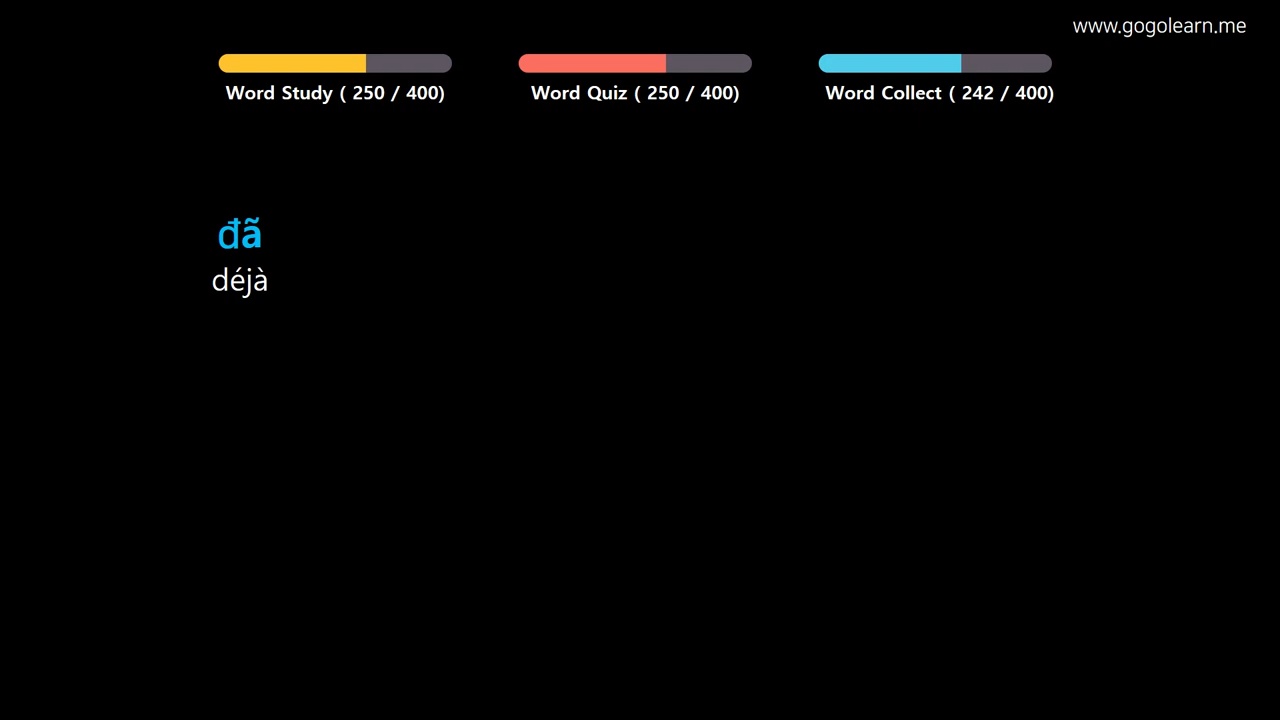 www.gogolearn.me
Word Study ( 250 / 400)
Word Quiz ( 250 / 400)
Word Collect ( 242 / 400)
đã
déjà